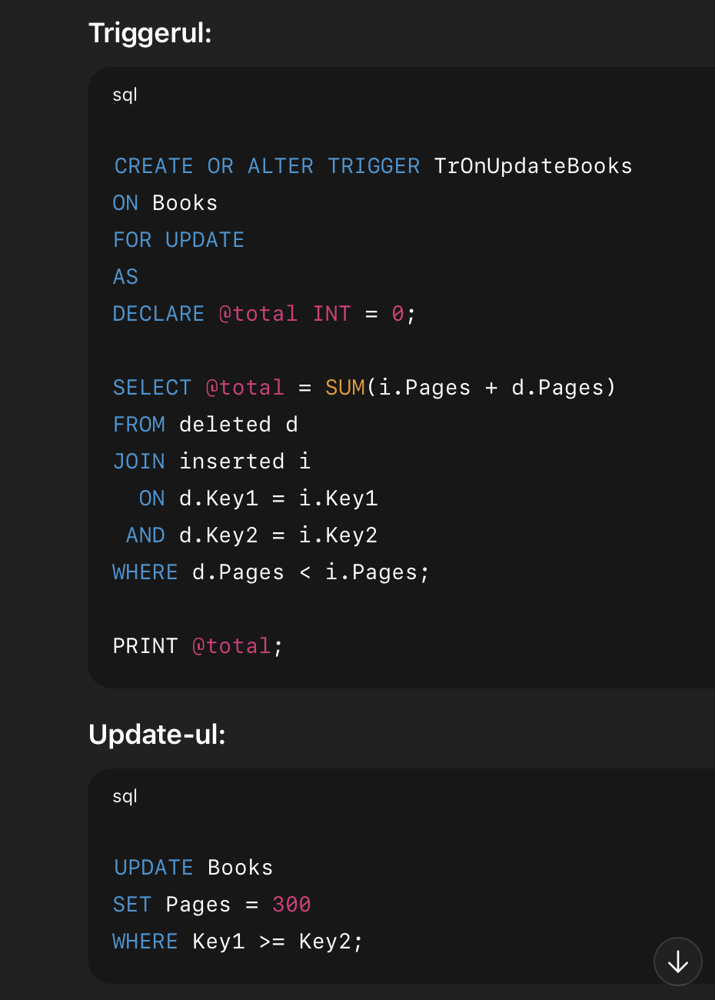 Triggerul:
sql
CREATE OR ALTER TRIGGER TrOnUpdateBooks
ON Books
FOR UPDATE
AS
DECLARE @total INT = 0;
SELECT @total = SUM(i.Pages + d.Pages)
FROM deleted d
JOIN inserted i
ON d.Key1 = i.Key1
AND d.Key2 = i.Key2
WHERE d.Pages < i.Pages;
PRINT @total;
Update-ul:
sql
UPDATE Books
SET Pages = 300
WHERE Key1 >= Key2;